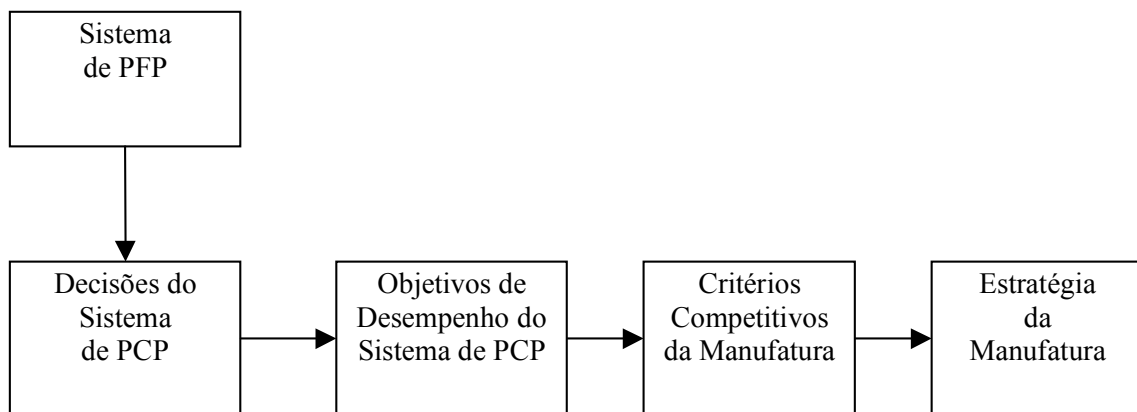 Sistema
de PFP
Decisões do
Sistema
de PCP
Objetivos de
Desempenho do
Sistema de PCP
Critérios
Competitivos
da Manufatura
Estratégia
da
Manufatura